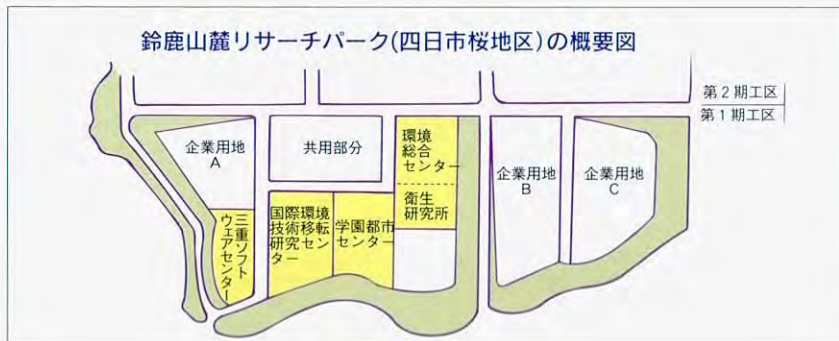 鈴鹿山麓リサーチパーク(四日市桜地区)の概要図
第2期工区
第1期工区
企業用地
A
共用部分
環境
総合
センター
衛生
研究所
企業用地
B
企業用地
C
三重ソフト
ウェアセンター
国際環境
技術移転
研究セン
ター
学園都市
センター